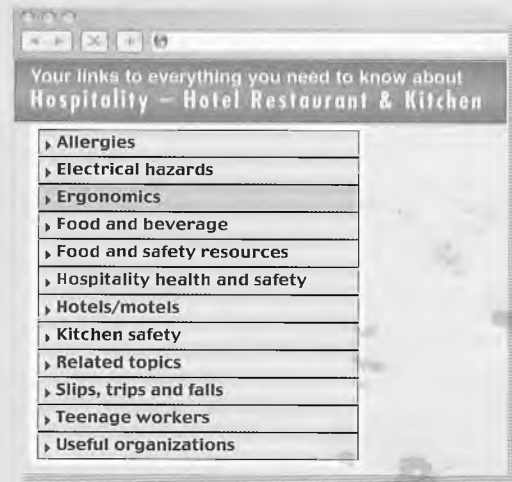 Your links to everything you need to know about
Hospitality – Hotel Restaurant & Kitchen
Allergies
Electrical hazards
Ergonomics
Food and beverage
Food and safety resources
Hospitality health and safety
Hotels/motels
Kitchen safety
Related topics
Slips, trips and falls
Teenage workers
Useful organizations